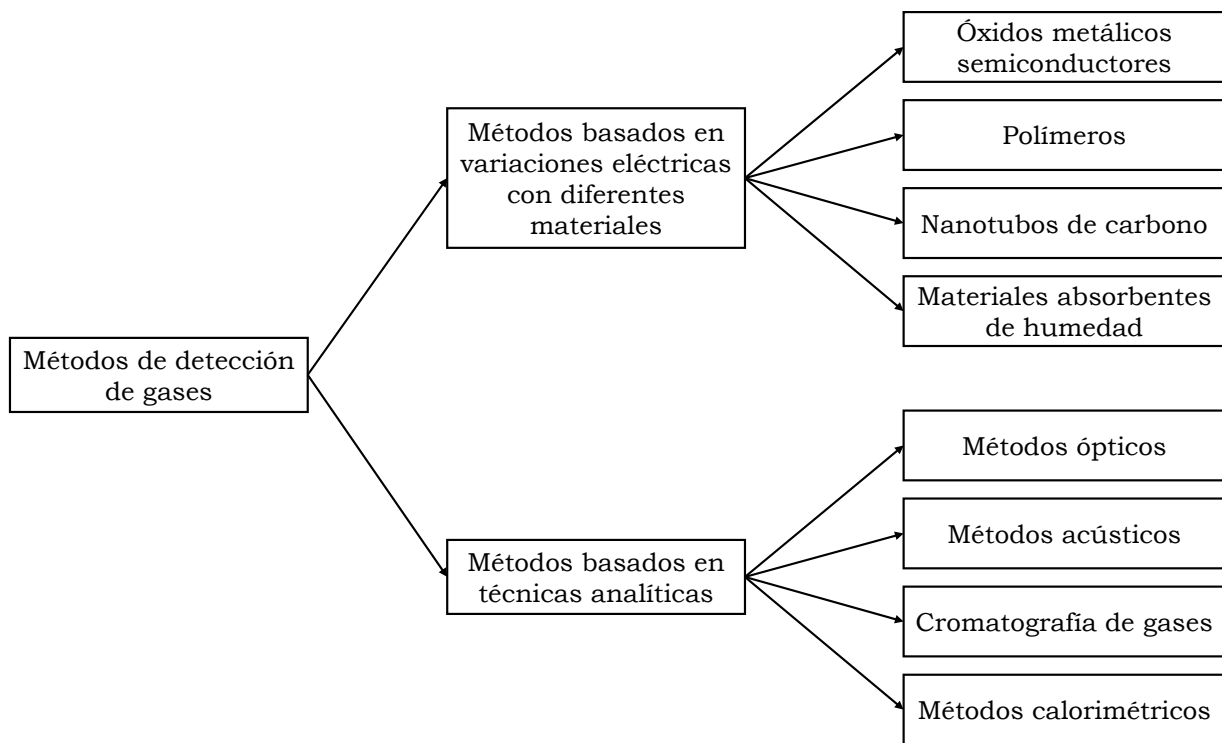 Métodos de detección
de gases
Métodos basados en
variaciones eléctricas
con diferentes
materiales
Óxidos metálicos
semiconductores
Polímeros
Nanotubos de carbono
Materiales absorbentes
de humedad
Métodos basados en
técnicas analíticas
Métodos ópticos
Métodos acústicos
Cromatografía de gases
Métodos calorimétricos